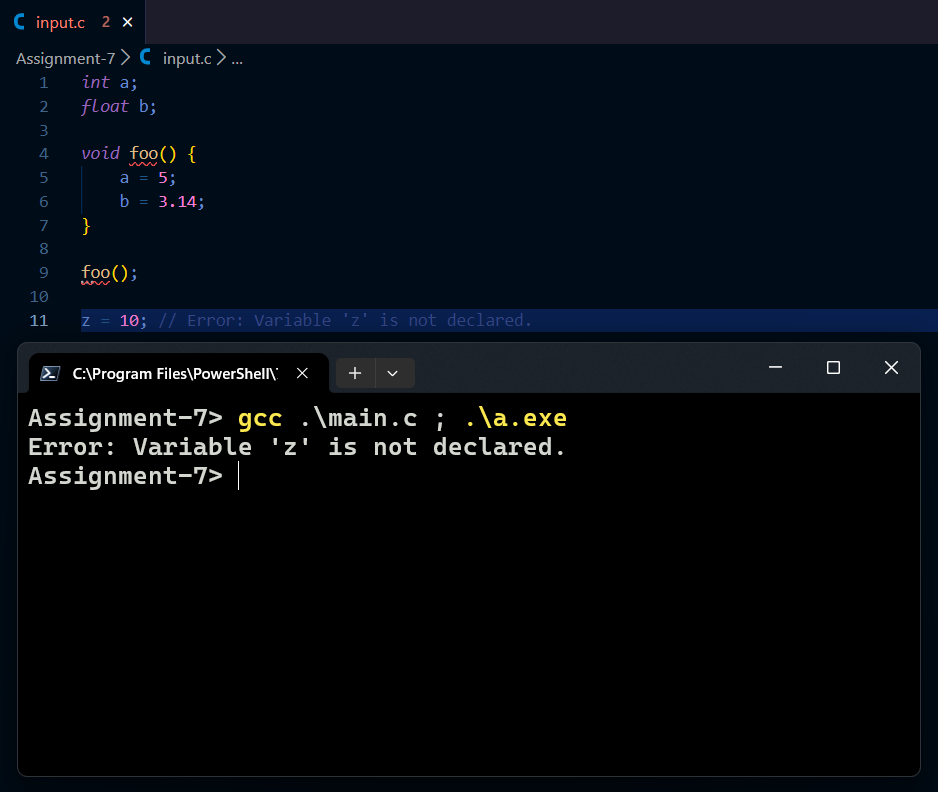 input.c 2
Assignment-7 > input.c > ...
1 int a;
2 float b;
3
4 void foo() {
5     a = 5;
6     b = 3.14;
7 }
8
9 foo();
10
11 z = 10; // Error: Variable 'z' is not declared.
C:\Program Files\PowerShell\
Assignment-7> gcc .\main.c ; .\a.exe
Error: Variable 'z' is not declared.
Assignment-7>